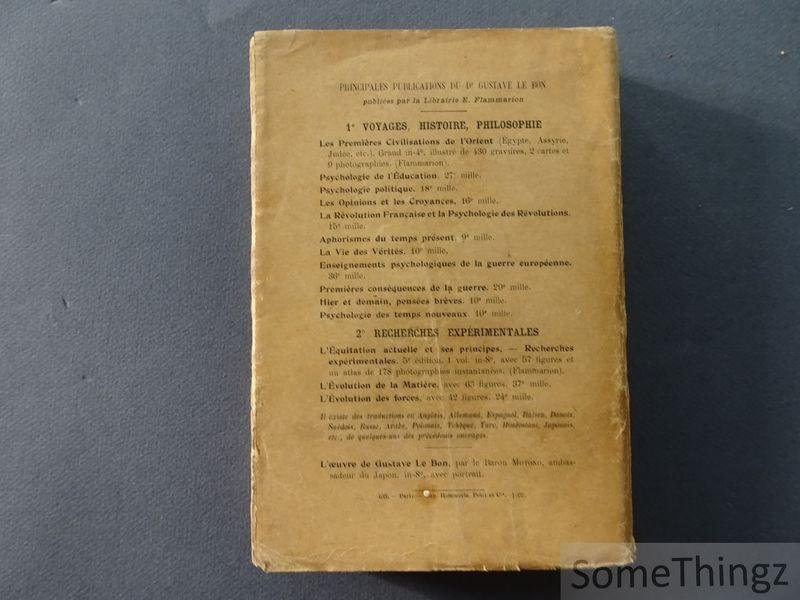 PRINCIPALES PUBLICATIONS DU Dr GUSTAVE LE BON
publiées par la Librairie E. Flammarion
1° VOYAGES, HISTOIRE, PHILOSOPHIE
Les Premières Civilisations de l'Orient (Égypte, Assyrie,
Judée, etc.). Grand in-4°, illustré de 430 gravures, 2 cartes et
9 photographies. (Flammarion).
Psychologie de l'Éducation. 27e mille.
Psychologie politique. 18e mille.
Les Opinions et les Croyances. 16e mille.
La Révolution Française et la Psychologie des Révolutions.
15e mille.
Aphorismes du temps présent. 9e mille.
La Vie des Vérités. 10e mille.
Enseignements psychologiques de la guerre européenne.
36e mille.
Premières conséquences de la guerre. 20e mille.
Hier et demain, pensées brèves. 10e mille.
Psychologie des temps nouveaux. 10e mille.
2° RECHERCHES EXPÉRIMENTALES
L'Équitation actuelle et ses principes. — Recherches
expérimentales. 5e édition. 1 vol. in-8°, avec 57 figures et
un atlas de 178 photographies instantanées. (Flammarion).
L'Évolution de la Matière, avec 63 figures. 37e mille.
L'Évolution des forces, avec 42 figures. 24e mille.
Il existe des traductions en Anglais, Allemand, Espagnol, Italien, Danois,
Suédois, Russe, Arabe, Polonais, Tchèque, Turc, Hindostani, Japonais,
etc., de quelques-uns des précédents ouvrages.
L'œuvre de Gustave Le Bon, par le Baron Motono, ambas-
sadeur du Japon. in-8°, avec portrait.
Paris. Hemmerlé, Petit et Cie.
SomeThingz